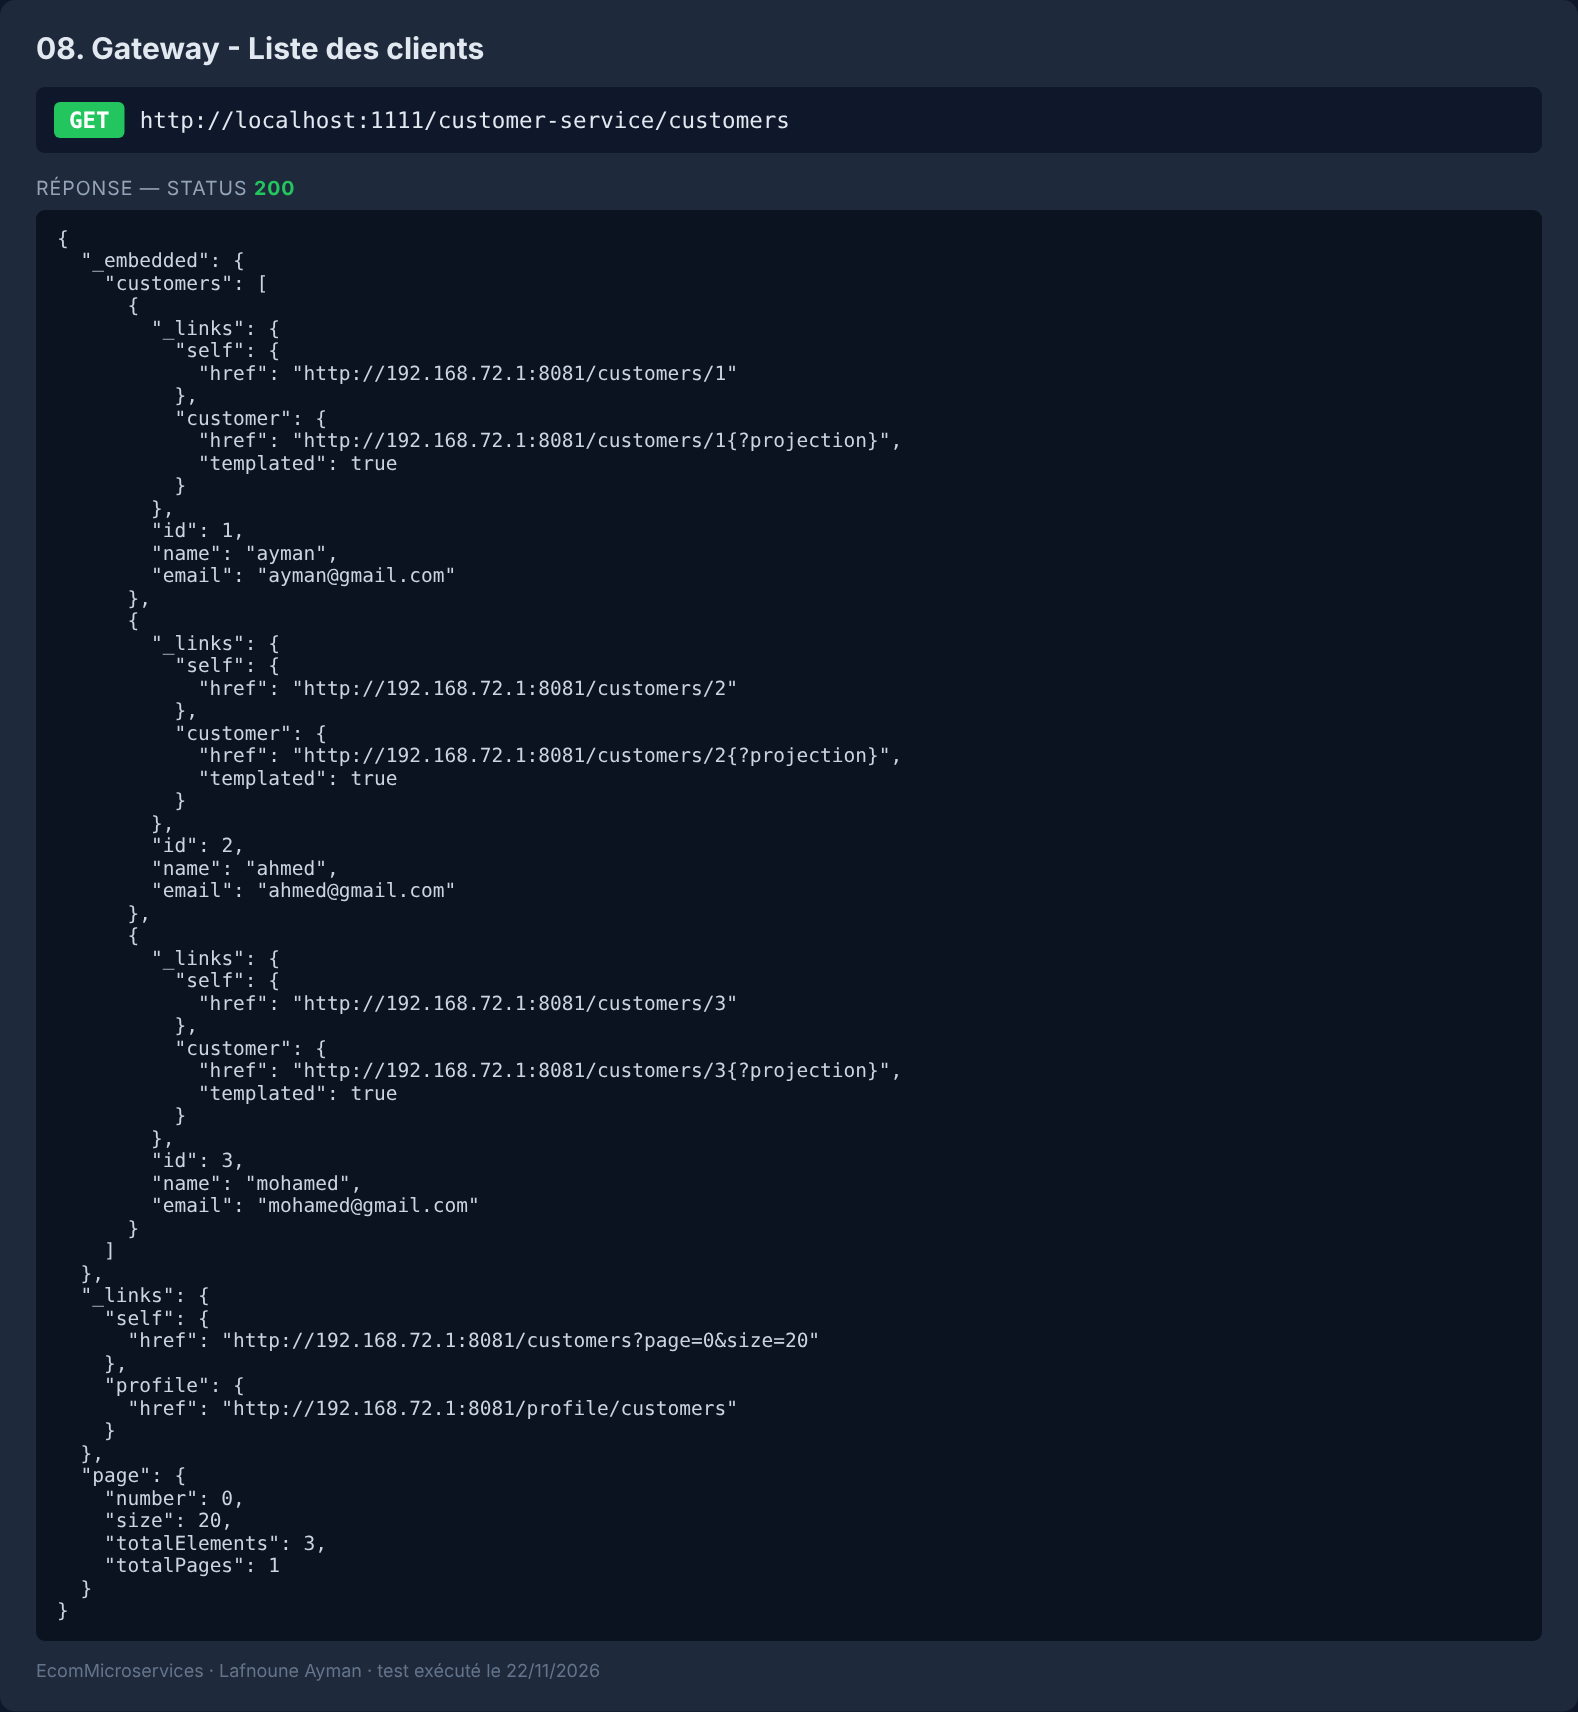 08. Gateway - Liste des clients
GET http://localhost:1111/customer-service/customers
RÉPONSE — STATUS 200
{
  "_embedded": {
    "customers": [
      {
        "_links": {
          "self": {
            "href": "http://192.168.72.1:8081/customers/1"
          },
          "customer": {
            "href": "http://192.168.72.1:8081/customers/1{?projection}",
            "templated": true
          }
        },
        "id": 1,
        "name": "ayman",
        "email": "ayman@gmail.com"
      },
      {
        "_links": {
          "self": {
            "href": "http://192.168.72.1:8081/customers/2"
          },
          "customer": {
            "href": "http://192.168.72.1:8081/customers/2{?projection}",
            "templated": true
          }
        },
        "id": 2,
        "name": "ahmed",
        "email": "ahmed@gmail.com"
      },
      {
        "_links": {
          "self": {
            "href": "http://192.168.72.1:8081/customers/3"
          },
          "customer": {
            "href": "http://192.168.72.1:8081/customers/3{?projection}",
            "templated": true
          }
        },
        "id": 3,
        "name": "mohamed",
        "email": "mohamed@gmail.com"
      }
    ]
  },
  "_links": {
    "self": {
      "href": "http://192.168.72.1:8081/customers?page=0&size=20"
    },
    "profile": {
      "href": "http://192.168.72.1:8081/profile/customers"
    }
  },
  "page": {
    "number": 0,
    "size": 20,
    "totalElements": 3,
    "totalPages": 1
  }
}
EcomMicroservices · Lafnoune Ayman · test exécuté le 22/11/2026